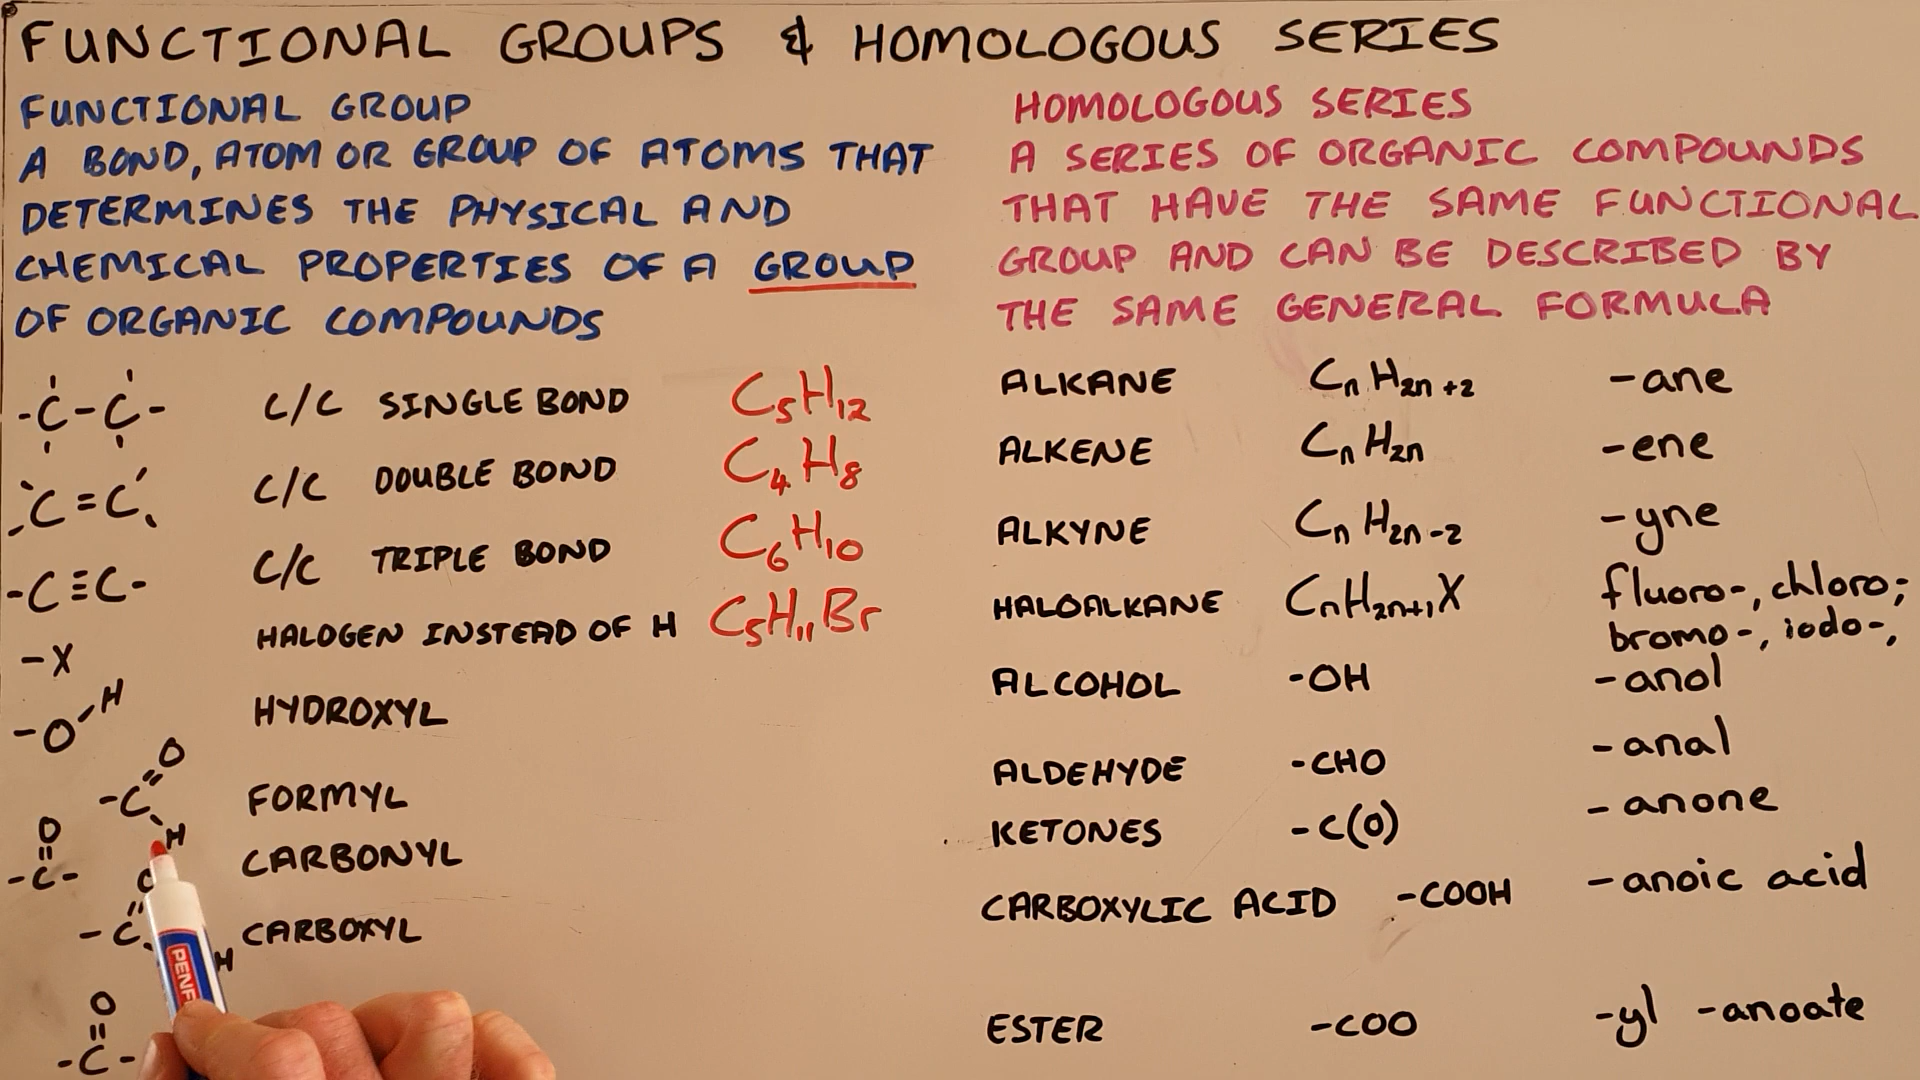 FUNCTIONAL GROUPS & HOMOLOGOUS SERIES
FUNCTIONAL GROUP
A BOND, ATOM OR GROUP OF ATOMS THAT
DETERMINES THE PHYSICAL AND
CHEMICAL PROPERTIES OF A GROUP
OF ORGANIC COMPOUNDS
-C-C- C/C SINGLE BOND C₅H₁₂
C=C C/C DOUBLE BOND C₄H₈
-C≡C- C/C TRIPLE BOND C₆H₁₀
-X HALOGEN INSTEAD OF H C₅H₁₁Br
-O-H HYDROXYL
O
-C
H
FORMYL
O
-C-
CARBONYL
-C
H
CARBOXYL
O
-C-
HOMOLOGOUS SERIES
A SERIES OF ORGANIC COMPOUNDS
THAT HAVE THE SAME FUNCTIONAL
GROUP AND CAN BE DESCRIBED BY
THE SAME GENERAL FORMULA
ALKANE CₙH₂ₙ₊₂ -ane
ALKENE CₙH₂ₙ -ene
ALKYNE CₙH₂ₙ₋₂ -yne
HALOALKANE CₙH₂ₙ₊₁X fluoro-, chloro-,
bromo-, iodo-,
ALCOHOL -OH -anol
ALDEHYDE -CHO -anal
KETONES -C(O) -anone
CARBOXYLIC ACID -COOH -anoic acid
ESTER -COO -yl -anoate